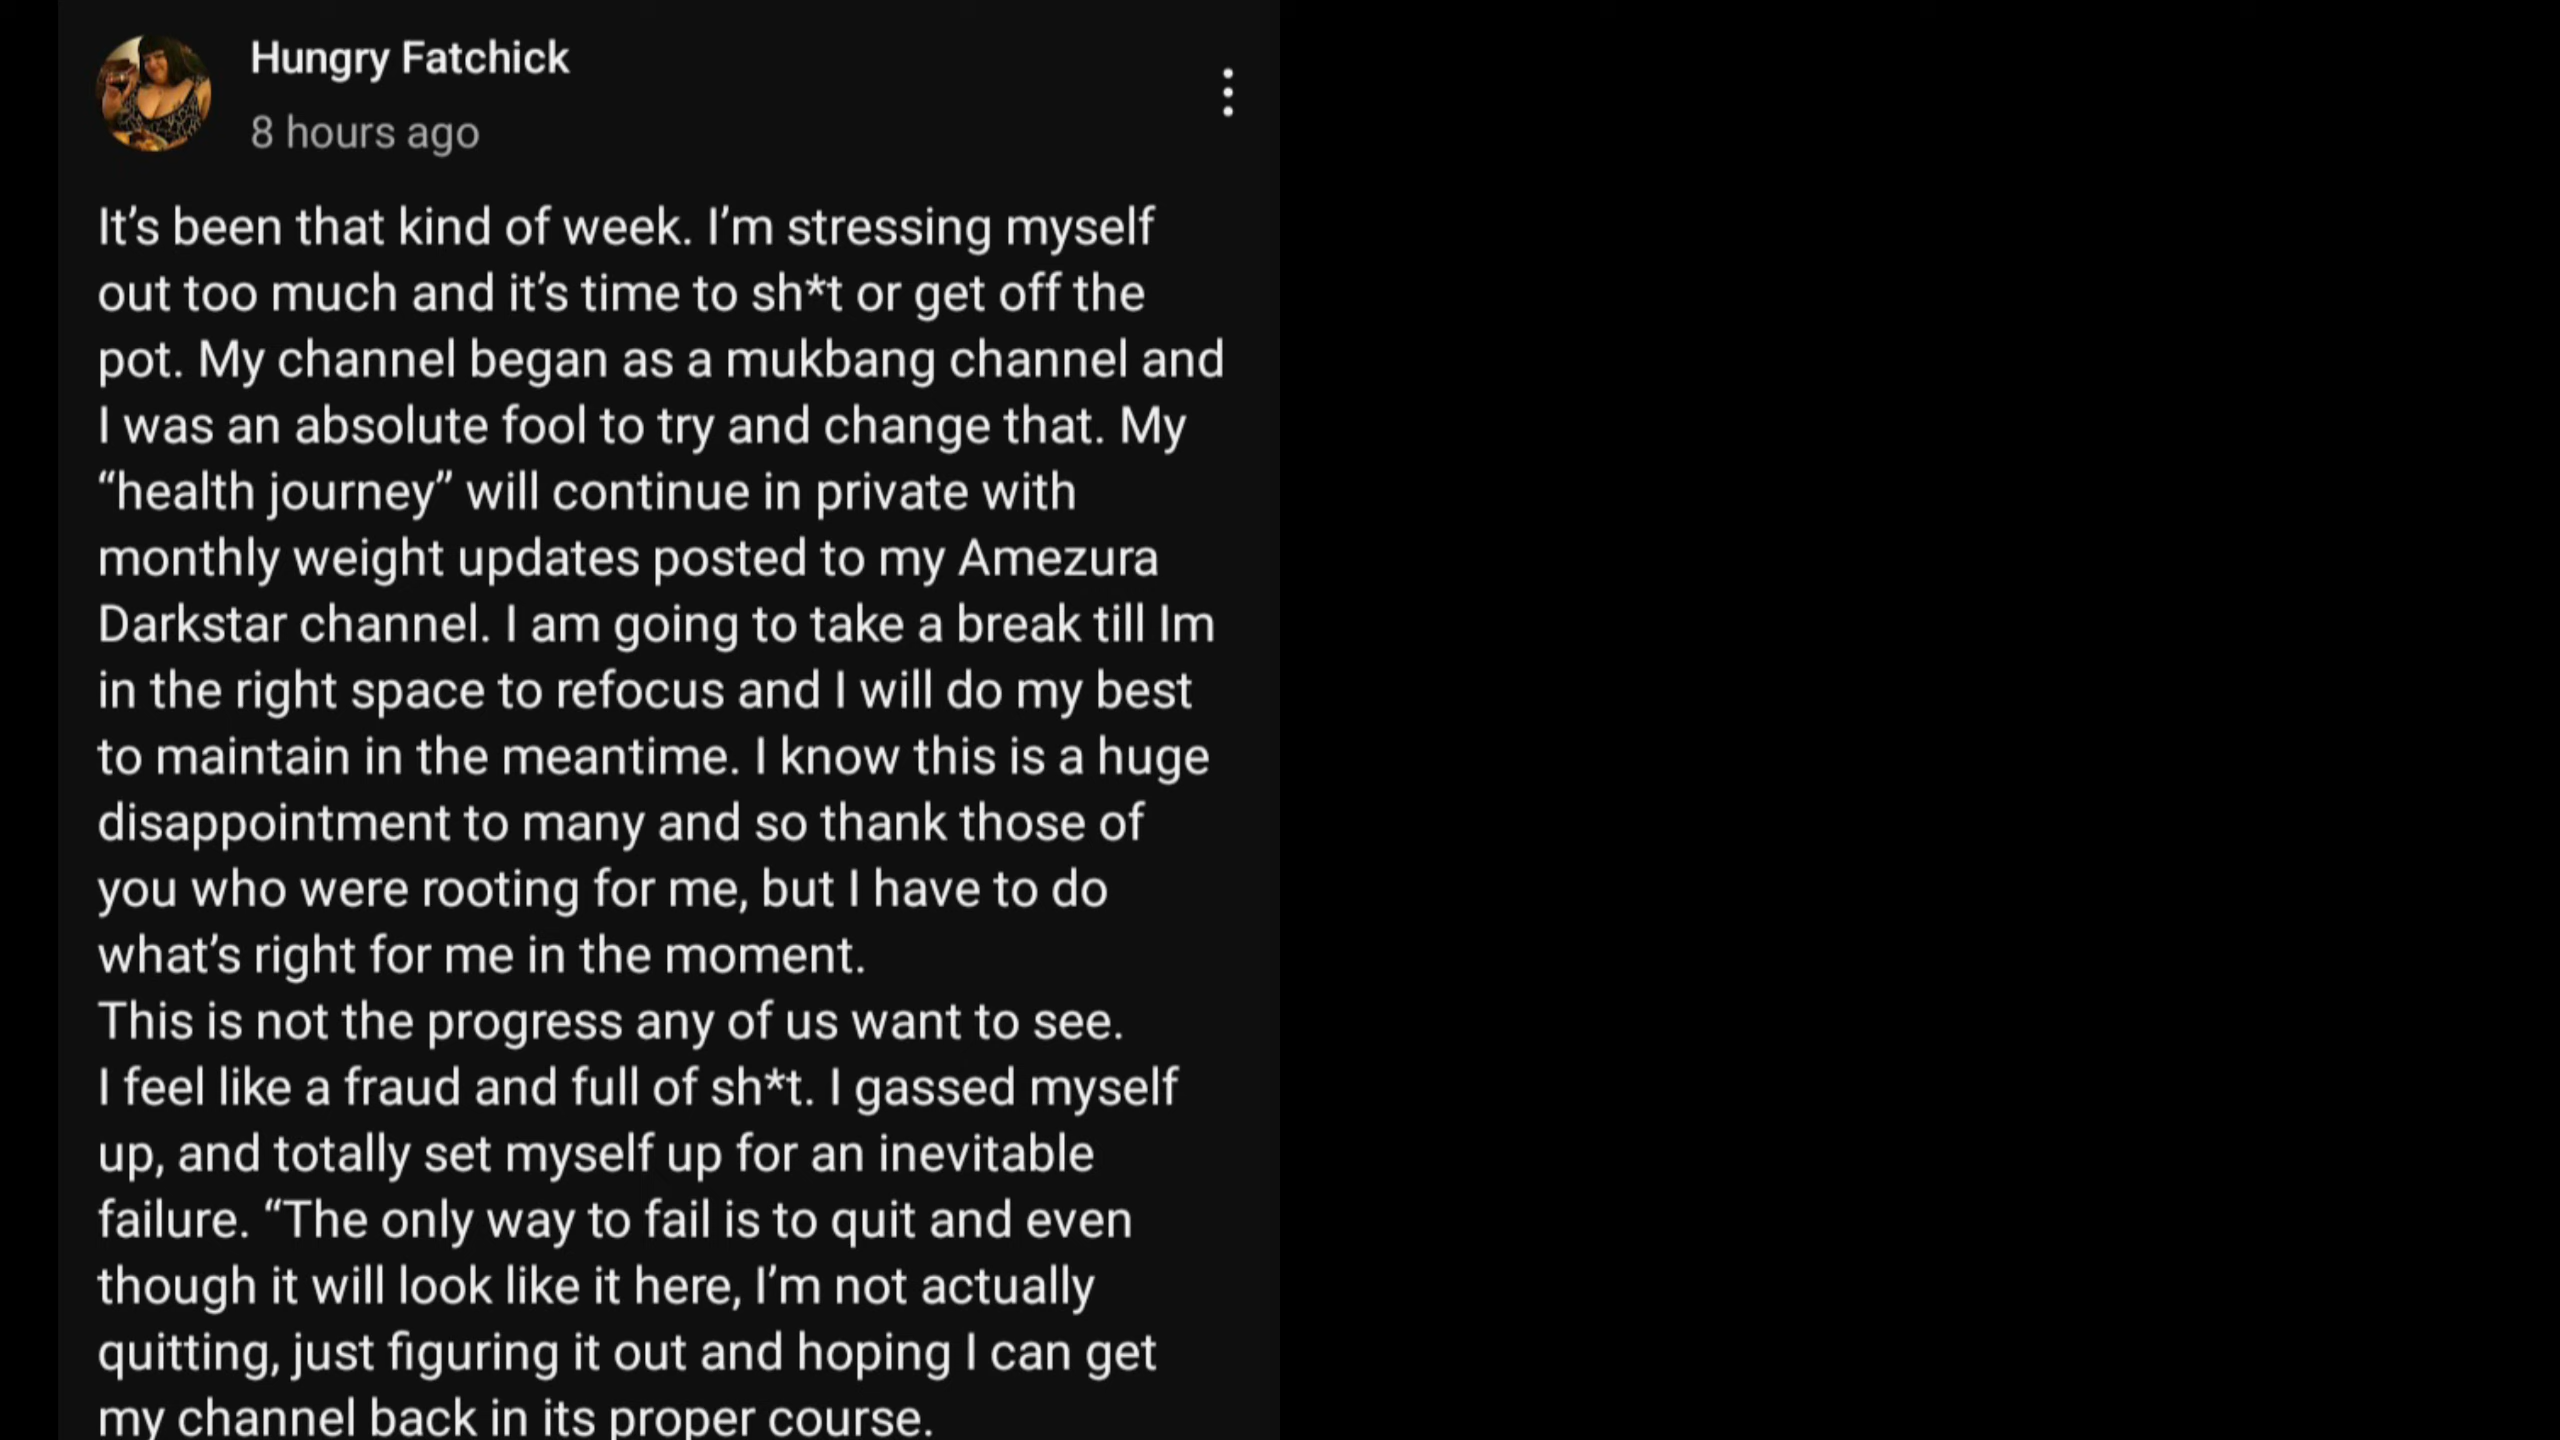 Hungry Fatchick
8 hours ago
It’s been that kind of week. I’m stressing myself
out too much and it’s time to sh*t or get off the
pot. My channel began as a mukbang channel and
I was an absolute fool to try and change that. My
“health journey” will continue in private with
monthly weight updates posted to my Amezura
Darkstar channel. I am going to take a break till Im
in the right space to refocus and I will do my best
to maintain in the meantime. I know this is a huge
disappointment to many and so thank those of
you who were rooting for me, but I have to do
what’s right for me in the moment.
This is not the progress any of us want to see.
I feel like a fraud and full of sh*t. I gassed myself
up, and totally set myself up for an inevitable
failure. “The only way to fail is to quit and even
though it will look like it here, I’m not actually
quitting, just figuring it out and hoping I can get
my channel back in its proper course.